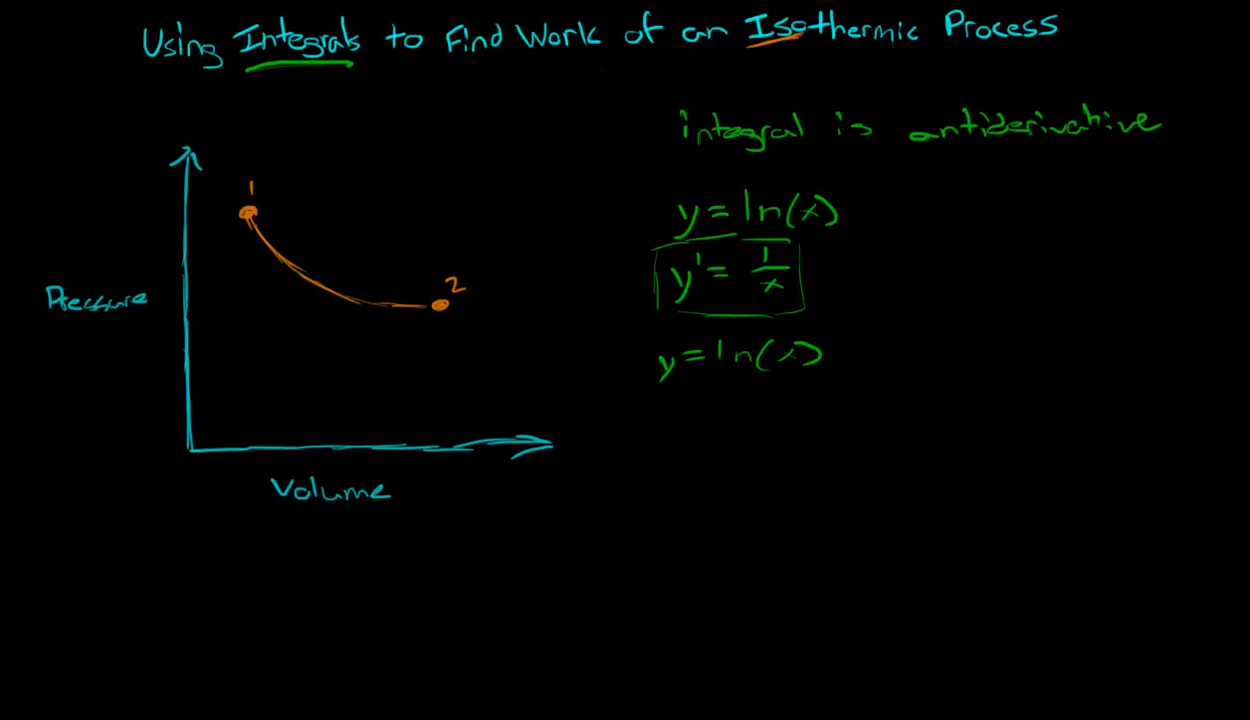 Using Integrals to Find Work of an Isothermic Process
integral is antiderivative
y = ln(x)
y' = 1/x
y = ln(x)
1
2
Pressure
Volume